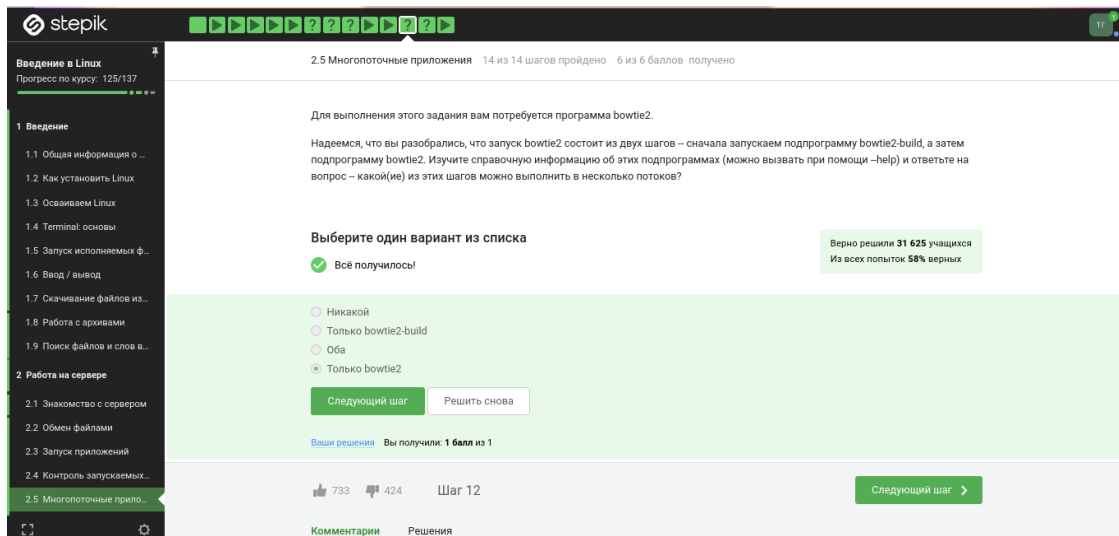 stepik
? ? ? ? ?
ТГ
1
Введение в Linux
Прогресс по курсу: 125/137
1 Введение
1.1 Общая информация о ...
1.2 Как установить Linux
1.3 Осваиваем Linux
1.4 Terminal: основы
1.5 Запуск исполняемых ф...
1.6 Ввод / вывод
1.7 Скачивание файлов из...
1.8 Работа с архивами
1.9 Поиск файлов и слов в...
2 Работа на сервере
2.1 Знакомство с сервером
2.2 Обмен файлами
2.3 Запуск приложений
2.4 Контроль запускаемых...
2.5 Многопоточные прило...
2.5 Многопоточные приложения 14 из 14 шагов пройдено 6 из 6 баллов получено
Для выполнения этого задания вам потребуется программа bowtie2.
Надеемся, что вы разобрались, что запуск bowtie2 состоит из двух шагов – сначала запускаем подпрограмму bowtie2-build, а затем
подпрограмму bowtie2. Изучите справочную информацию об этих подпрограммах (можно вызвать при помощи –help) и ответьте на
вопрос – какой(ие) из этих шагов можно выполнить в несколько потоков?
Выберите один вариант из списка
Всё получилось!
Верно решили 31 625 учащихся
Из всех попыток 58% верных
Никакой
Только bowtie2-build
Оба
Только bowtie2
Следующий шаг Решить снова
Ваши решения Вы получили: 1 балл из 1
733 424 Шаг 12
Следующий шаг
Комментарии Решения